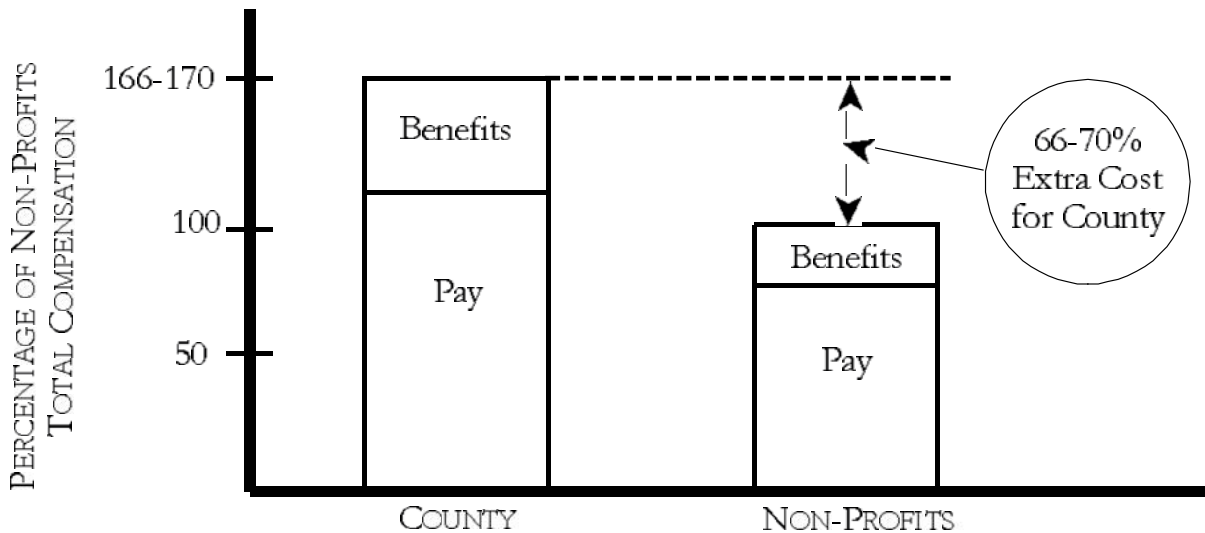 PERCENTAGE OF NON-PROFITS
TOTAL COMPENSATION
166-170
100
50
Benefits
Pay
Benefits
Pay
66-70%
Extra Cost
for County
COUNTY
NON-PROFITS